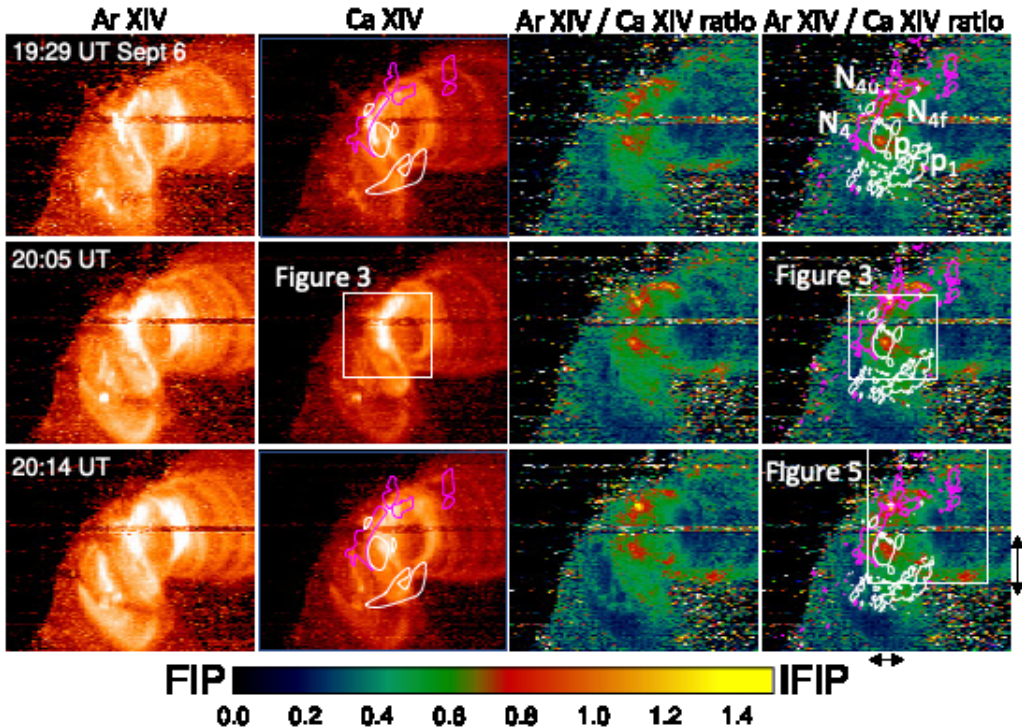 Ar XIV
Ca XIV
Ar XIV / Ca XIV ratio
Ar XIV / Ca XIV ratio
19:29 UT Sept 6
N4u
N4
N4f
p2
p1
20:05 UT
Figure 3
Figure 3
20:14 UT
Figure 5
FIP
IFIP
0.0 0.2 0.4 0.6 0.8 1.0 1.2 1.4